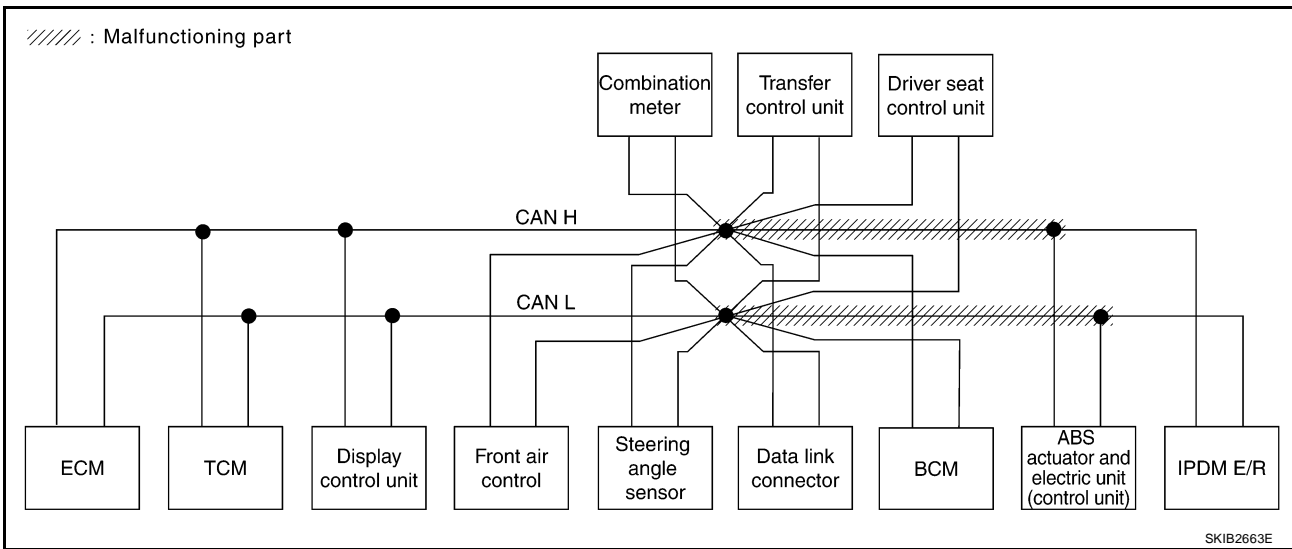 : Malfunctioning part
Combination
meter
Transfer
control unit
Driver seat
control unit
CAN H
CAN L
ECM
TCM
Display
control unit
Front air
control
Steering
angle
sensor
Data link
connector
BCM
ABS
actuator and
electric unit
(control unit)
IPDM E/R
SKIB2663E